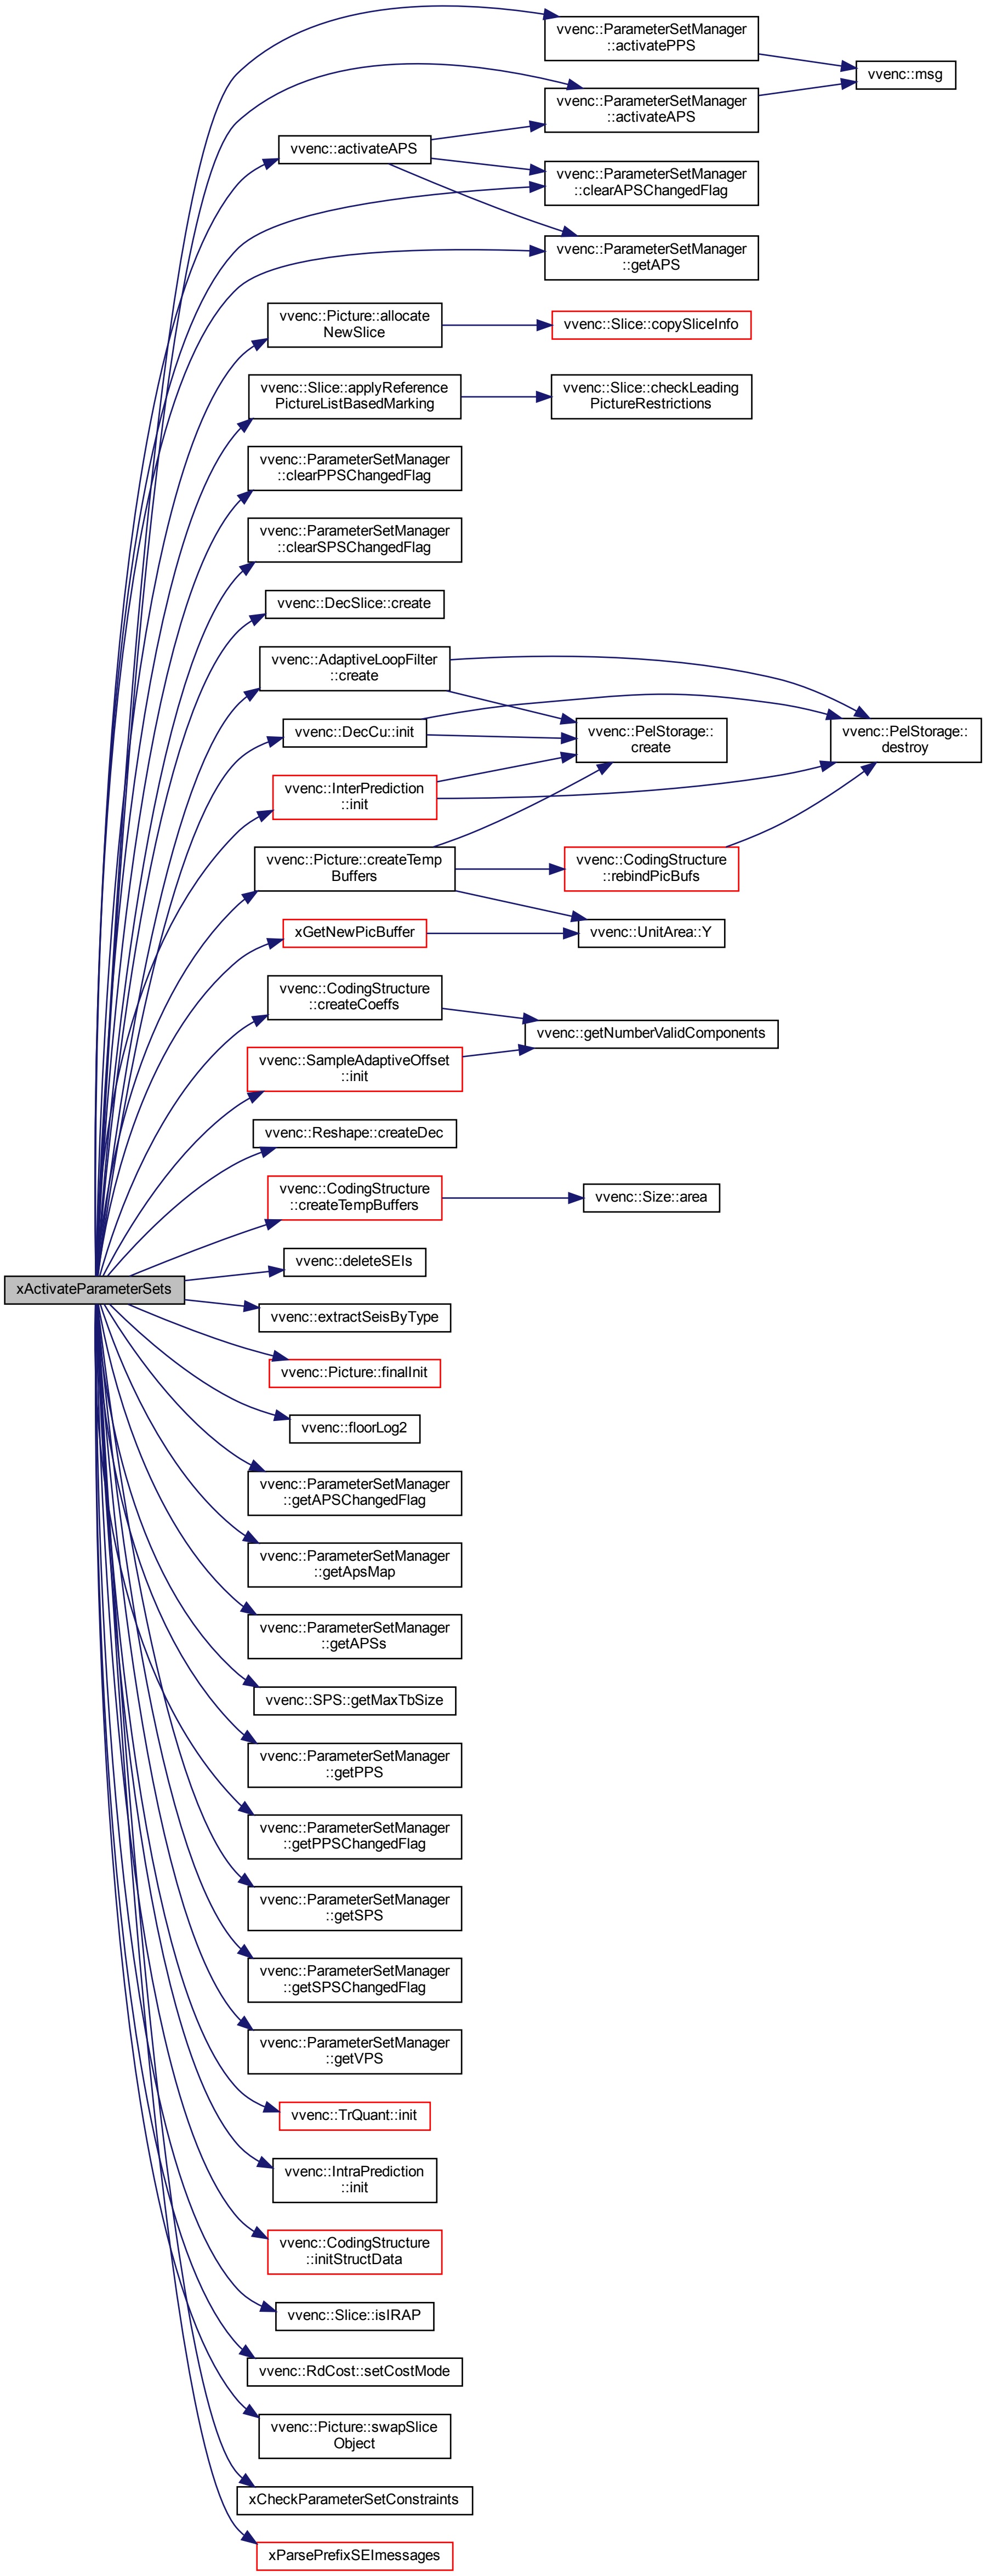 vvenc::ParameterSetManager
::activatePPS
vvenc::msg
vvenc::ParameterSetManager
::activateAPS
vvenc::activateAPS
vvenc::ParameterSetManager
::clearAPSChangedFlag
vvenc::ParameterSetManager
::getAPS
vvenc::Picture::allocate
NewSlice
vvenc::Slice::copySliceInfo
vvenc::Slice::applyReference
PictureListBasedMarking
vvenc::Slice::checkLeading
PictureRestrictions
vvenc::ParameterSetManager
::clearPPSChangedFlag
vvenc::ParameterSetManager
::clearSPSChangedFlag
vvenc::DecSlice::create
vvenc::AdaptiveLoopFilter
::create
vvenc::DecCu::init
vvenc::PelStorage::
create
vvenc::PelStorage::
destroy
vvenc::InterPrediction
::init
vvenc::Picture::createTemp
Buffers
vvenc::CodingStructure
::rebindPicBufs
xGetNewPicBuffer
vvenc::UnitArea::Y
vvenc::CodingStructure
::createCoeffs
vvenc::getNumberValidComponents
vvenc::SampleAdaptiveOffset
::init
vvenc::Reshape::createDec
vvenc::CodingStructure
::createTempBuffers
vvenc::Size::area
vvenc::deleteSEIs
xActivateParameterSets
vvenc::extractSeisByType
vvenc::Picture::finalInit
vvenc::floorLog2
vvenc::ParameterSetManager
::getAPSChangedFlag
vvenc::ParameterSetManager
::getApsMap
vvenc::ParameterSetManager
::getAPSs
vvenc::SPS::getMaxTbSize
vvenc::ParameterSetManager
::getPPS
vvenc::ParameterSetManager
::getPPSChangedFlag
vvenc::ParameterSetManager
::getSPS
vvenc::ParameterSetManager
::getSPSChangedFlag
vvenc::ParameterSetManager
::getVPS
vvenc::TrQuant::init
vvenc::IntraPrediction
::init
vvenc::CodingStructure
::initStructData
vvenc::Slice::isIRAP
vvenc::RdCost::setCostMode
vvenc::Picture::swapSlice
Object
xCheckParameterSetConstraints
xParsePrefixSEImessages